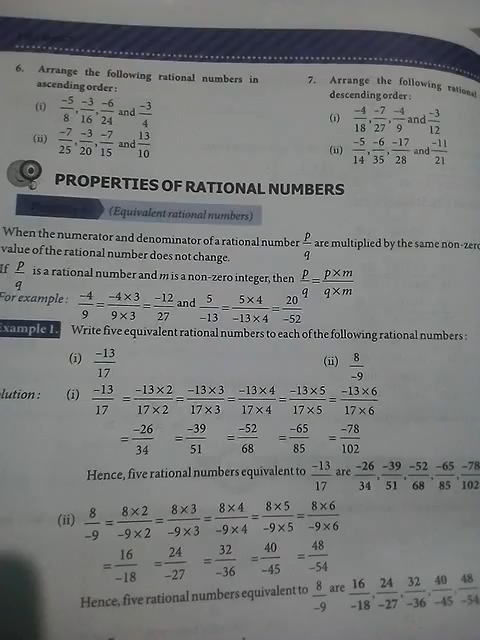 6. Arrange the following rational numbers in
ascending order :
(i) -5/8, -3/16, -6/24 and -3/4
(ii) -7/25, -3/20, -7/15 and 13/10
7. Arrange the following rational
descending order :
(i) -4/18, -7/27, -4/9 and -3/12
(ii) -5/14, -6/35, -17/28 and -11/21
PROPERTIES OF RATIONAL NUMBERS
(Equivalent rational numbers)
When the numerator and denominator of a rational number p/q are multiplied by the same non-zero
value of the rational number does not change.
If p/q is a rational number and m is a non-zero integer, then p/q = p×m/q×m
For example : -4/9 = -4×3/9×3 = -12/27 and 5/-13 = 5×4/-13×4 = 20/-52
Example 1. Write five equivalent rational numbers to each of the following rational numbers :
(i) -13/17 (ii) 8/-9
lution : (i) -13/17 = -13×2/17×2 = -13×3/17×3 = -13×4/17×4 = -13×5/17×5 = -13×6/17×6
= -26/34 = -39/51 = -52/68 = -65/85 = -78/102
Hence, five rational numbers equivalent to -13/17 are -26/34, -39/51, -52/68, -65/85, -78/102
(ii) 8/-9 = 8×2/-9×2 = 8×3/-9×3 = 8×4/-9×4 = 8×5/-9×5 = 8×6/-9×6
= 16/-18 = 24/-27 = 32/-36 = 40/-45 = 48/-54
Hence, five rational numbers equivalent to 8/-9 are 16/-18, 24/-27, 32/-36, 40/-45, 48/-54